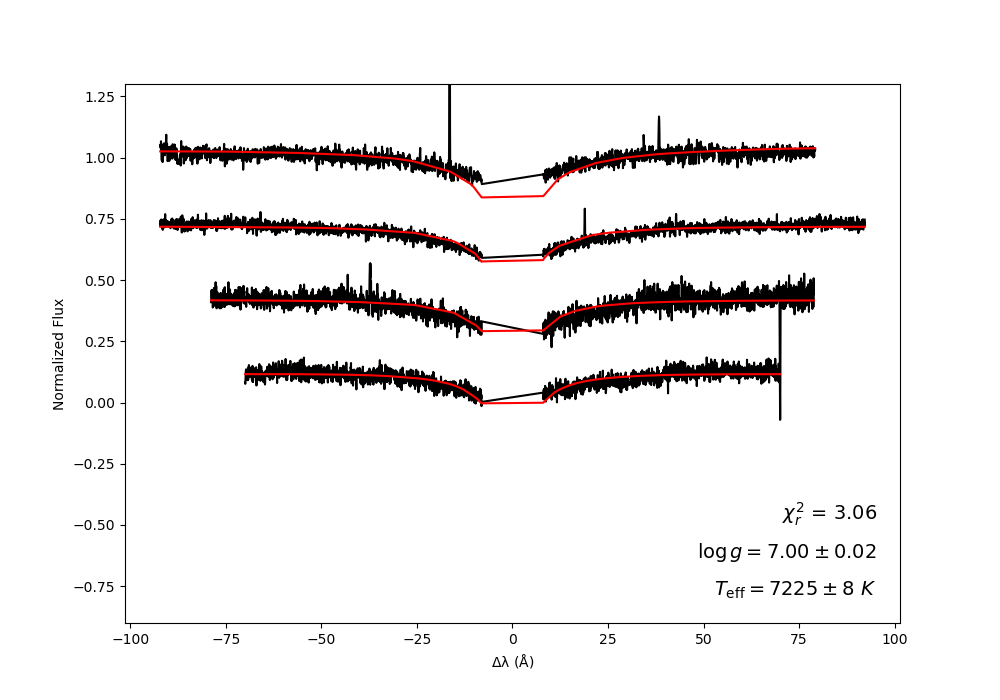 1.25
1.00
0.75
0.50
0.25
0.00
−0.25
−0.50
−0.75
Normalized Flux
χ²ᵣ = 3.06
log g = 7.00 ± 0.02
T_eff = 7225 ± 8 K
−100 −75 −50 −25 0 25 50 75 100
Δλ (Å)